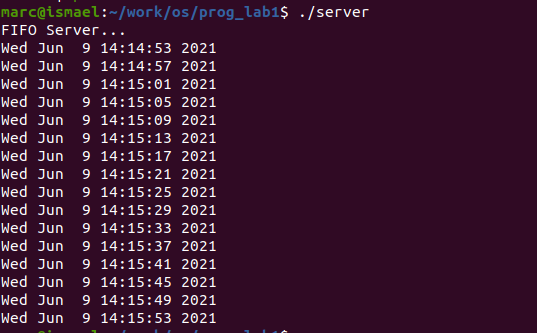 marc@ismael:~/work/os/prog_lab1$ ./server
FIFO Server...
Wed Jun  9 14:14:53 2021
Wed Jun  9 14:14:57 2021
Wed Jun  9 14:15:01 2021
Wed Jun  9 14:15:05 2021
Wed Jun  9 14:15:09 2021
Wed Jun  9 14:15:13 2021
Wed Jun  9 14:15:17 2021
Wed Jun  9 14:15:21 2021
Wed Jun  9 14:15:25 2021
Wed Jun  9 14:15:29 2021
Wed Jun  9 14:15:33 2021
Wed Jun  9 14:15:37 2021
Wed Jun  9 14:15:41 2021
Wed Jun  9 14:15:45 2021
Wed Jun  9 14:15:49 2021
Wed Jun  9 14:15:53 2021